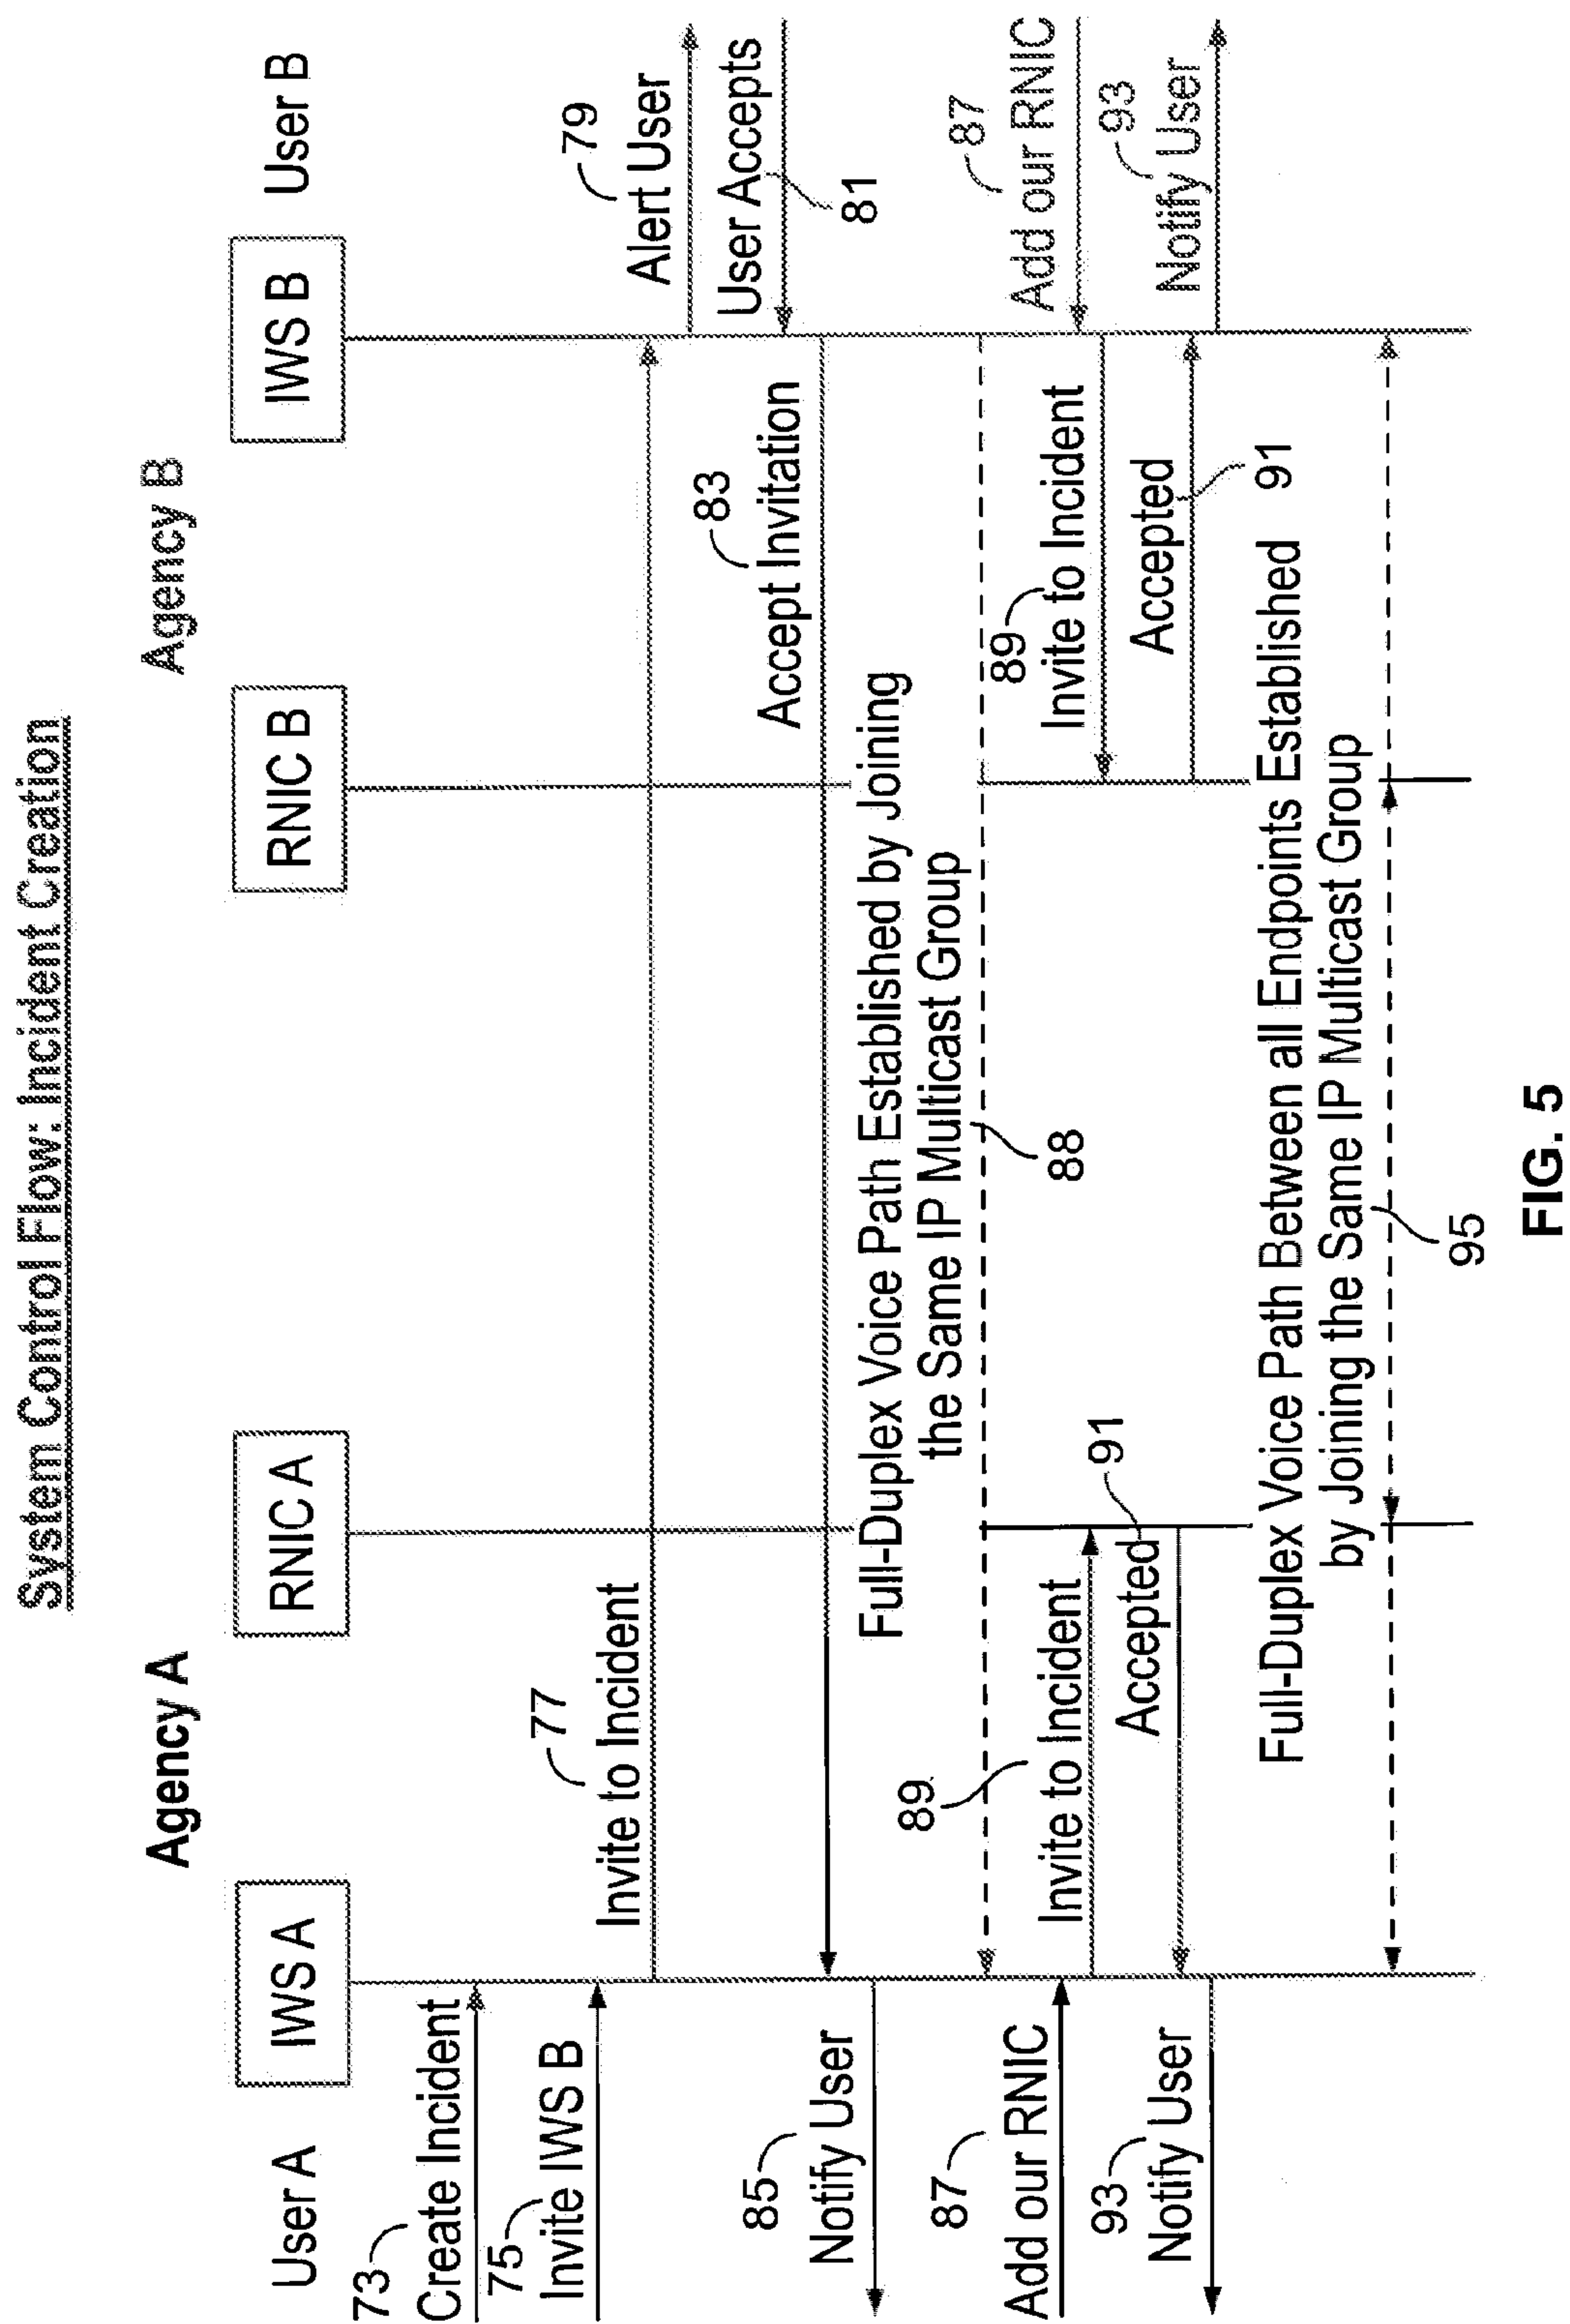 System Control Flow: Incident Creation
Agency A
Agency B
User A
IWS A
RNIC A
RNIC B
IWS B
User B
73
Create Incident
75
Invite IWS B
77
Invite to Incident
79
Alert User
User Accepts
81
83
Accept Invitation
85
Notify User
Full-Duplex Voice Path Established by Joining
the Same IP Multicast Group
88
87
Add our RNIC
87
Add our RNIC
89
Invite to Incident
89
Invite to Incident
Accepted
91
Accepted
91
93
Notify User
93
Notify User
Full-Duplex Voice Path Between all Endpoints Established
by Joining the Same IP Multicast Group
95
FIG. 5